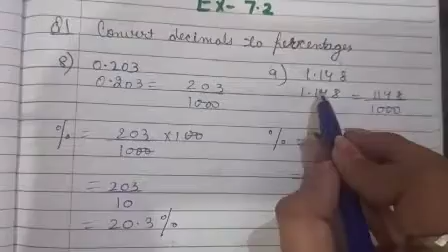 Ex- 7.2
Q1 Convert decimals to percentages
8) 0.203
0.203 = 203
1000
% = 203 × 100
1000
= 203
10
= 20.3%
9) 1.148
1.148 = 1148
1000
% =
=